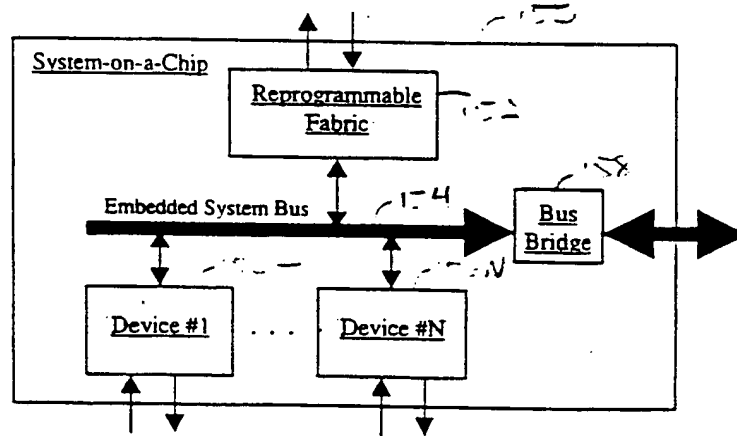 System-on-a-Chip
Reprogrammable
Fabric
Embedded System Bus
Bus
Bridge
Device #1
. . . .
Device #N